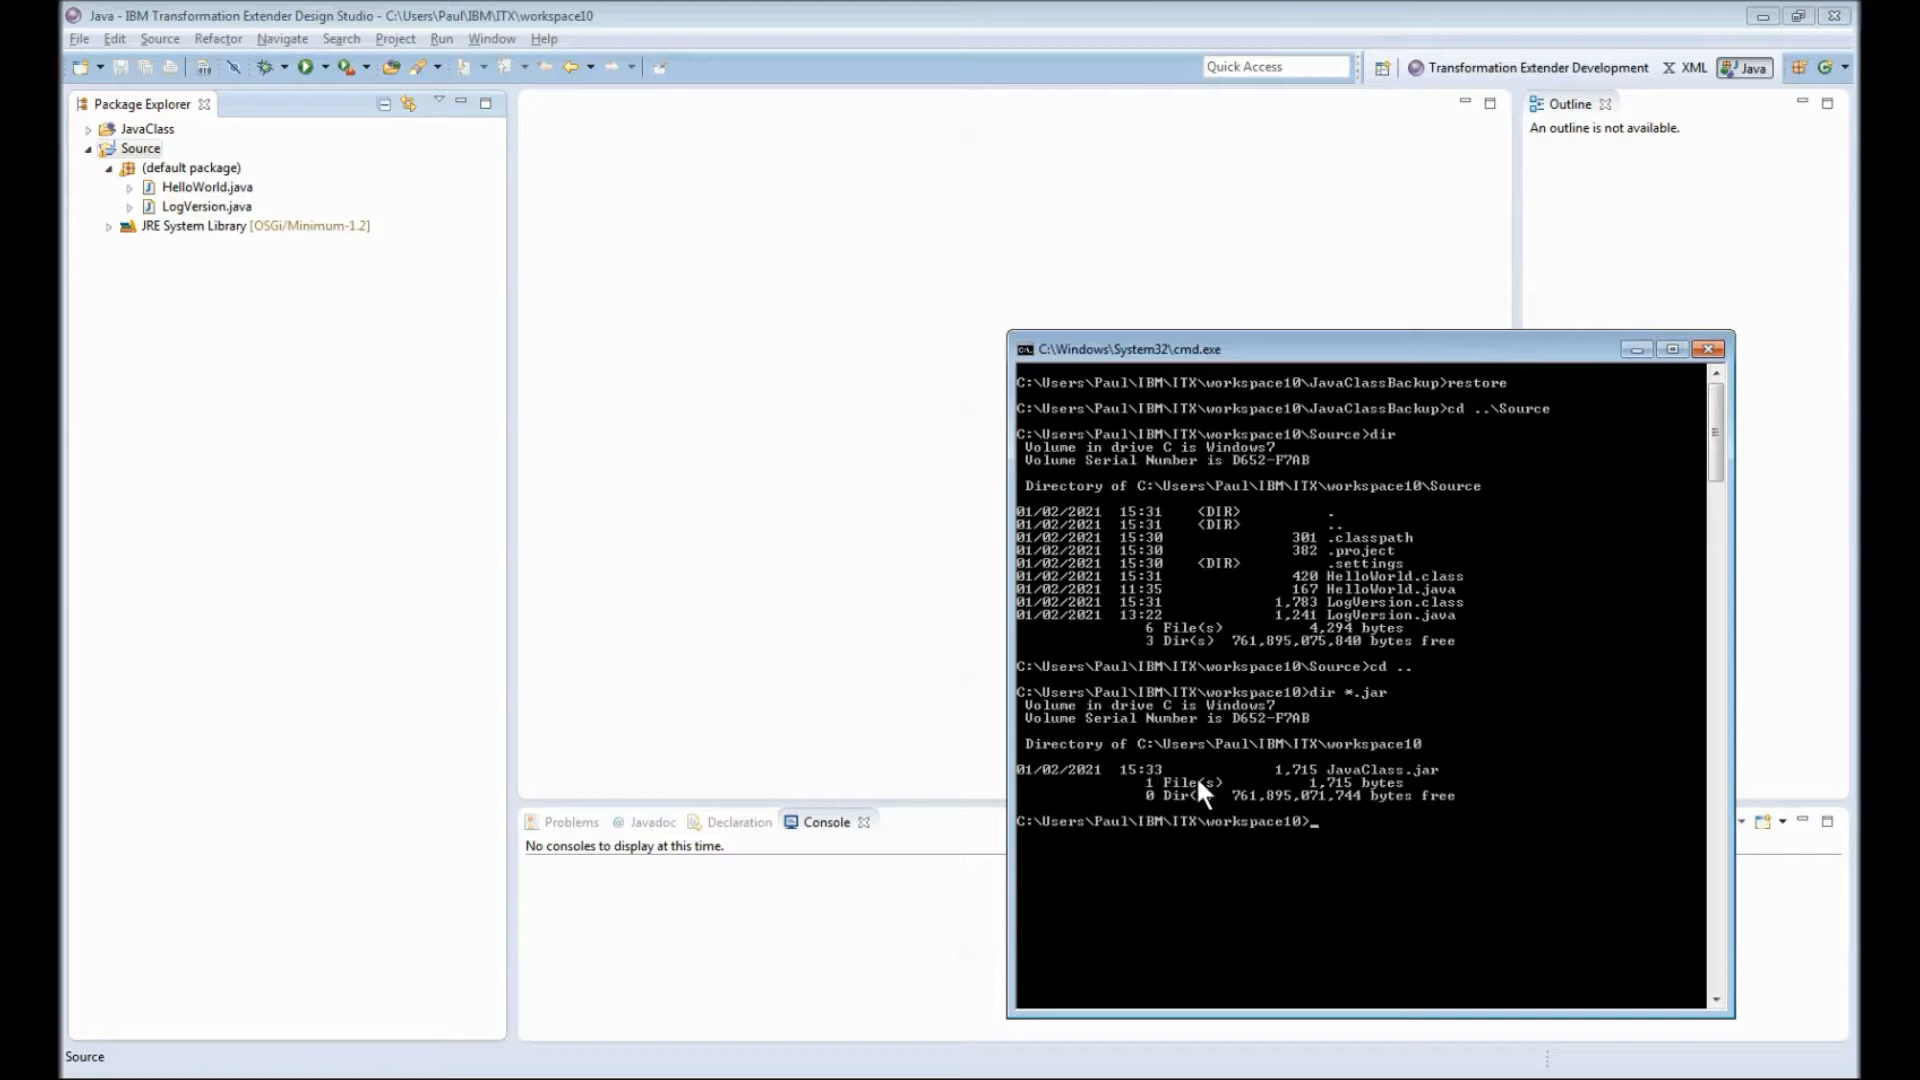 Java - IBM Transformation Extender Design Studio - C:\Users\Paul\IBM\ITX\workspace10
File Edit Source Refactor Navigate Search Project Run Window Help
Quick Access
Transformation Extender Development
X XML
Java
Package Explorer
JavaClass
Source
(default package)
HelloWorld.java
LogVersion.java
JRE System Library [OSGi/Minimum-1.2]
Outline
An outline is not available.
C:\Windows\System32\cmd.exe
C:\Users\Paul\IBM\ITX\workspace10\JavaClassBackup>restore
C:\Users\Paul\IBM\ITX\workspace10\JavaClassBackup>cd ..\Source
C:\Users\Paul\IBM\ITX\workspace10\Source>dir
Volume in drive C is Windows7
Volume Serial Number is D652-F7AB
Directory of C:\Users\Paul\IBM\ITX\workspace10\Source
01/02/2021 15:31 <DIR> .
01/02/2021 15:31 <DIR> ..
01/02/2021 15:30 301 .classpath
01/02/2021 15:30 382 .project
01/02/2021 15:30 <DIR> .settings
01/02/2021 15:31 420 HelloWorld.class
01/02/2021 11:35 167 HelloWorld.java
01/02/2021 15:31 1,783 LogVersion.class
01/02/2021 13:22 1,241 LogVersion.java
6 File(s) 4,294 bytes
3 Dir(s) 761,895,075,840 bytes free
C:\Users\Paul\IBM\ITX\workspace10\Source>cd ..
C:\Users\Paul\IBM\ITX\workspace10>dir *.jar
Volume in drive C is Windows7
Volume Serial Number is D652-F7AB
Directory of C:\Users\Paul\IBM\ITX\workspace10
01/02/2021 15:33 1,715 JavaClass.jar
1 File(s) 1,715 bytes
0 Dir(s) 761,895,071,744 bytes free
C:\Users\Paul\IBM\ITX\workspace10>_
Problems @ Javadoc Declaration Console
No consoles to display at this time.
Source